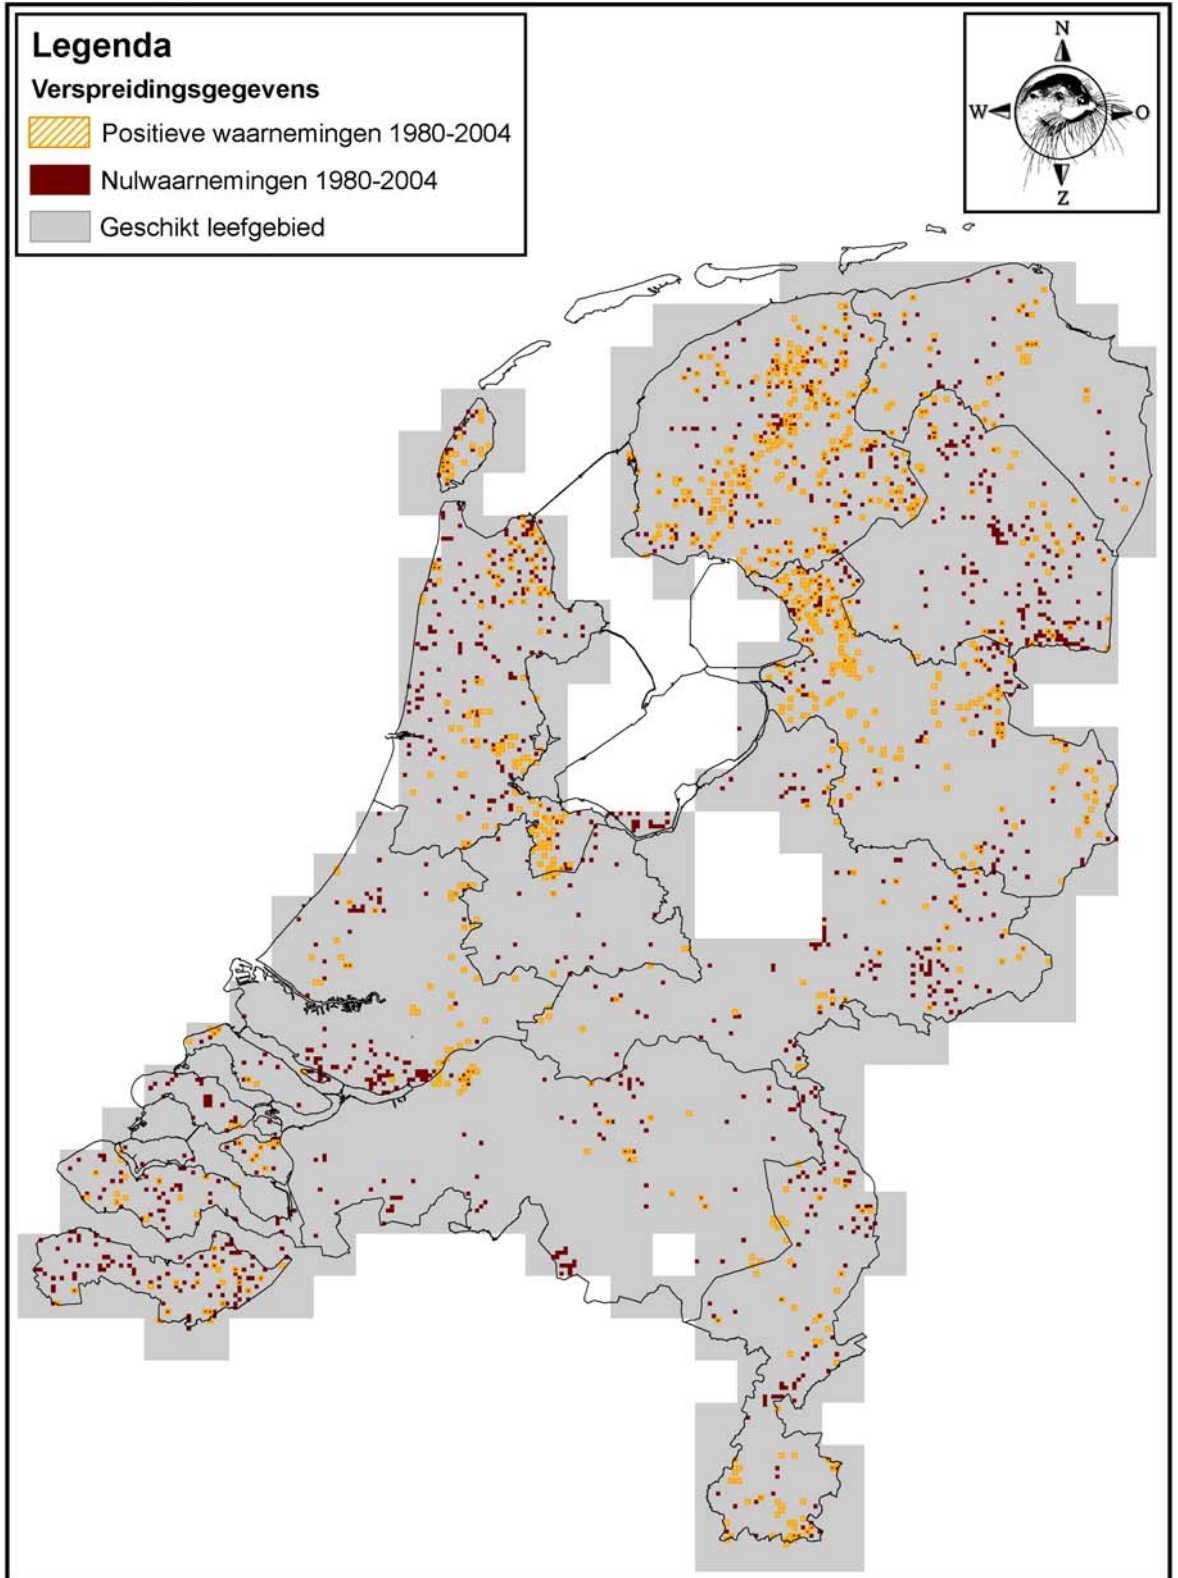 Legenda
Verspreidingsgegevens
Positieve waarnemingen 1980-2004
Nulwaarnemingen 1980-2004
Geschikt leefgebied
N
W O
Z